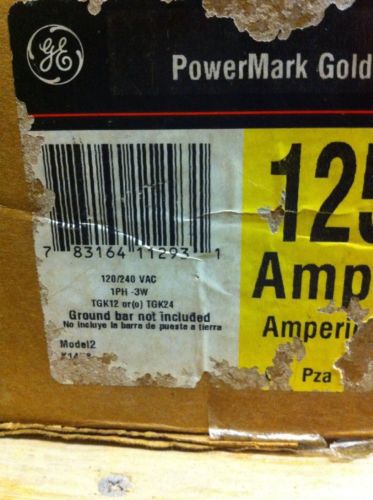 GE
PowerMark Gold
125
Amp
7 83164 11293 1
120/240 VAC
1PH -3W
TGK12 or(o) TGK24
Ground bar not included
No incluye la barra de puesta a tierra
Amperi
Model2
Pza